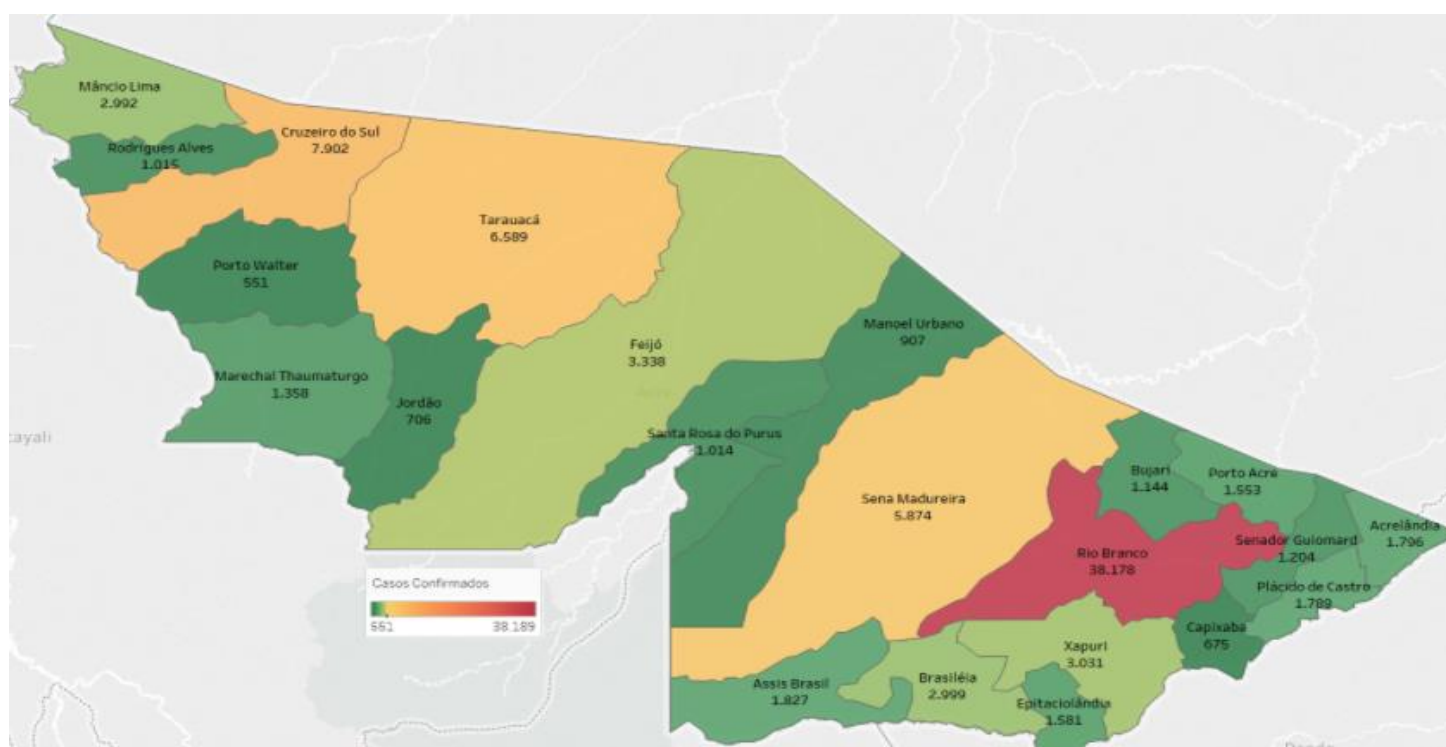 Mâncio Lima
2.992
Cruzeiro do Sul
7.902
Rodrigues Alves
1.015
Tarauacá
6.589
Porto Walter
551
Manoel Urbano
907
Feijó
3.338
Marechal Thaumaturgo
1.358
Jordão
706
Santa Rosa do Purus
1.014
cayali
Sena Madureira
5.874
Bujari
1.144
Porto Acre
1.553
Acrelândia
1.796
Senador Guiomard
1.204
Rio Branco
38.178
Plácido de Castro
1.789
Casos Confirmados
551
38.189
Capixaba
675
Xapuri
3.031
Assis Brasil
1.827
Brasiléia
2.999
Epitaciolândia
1.581